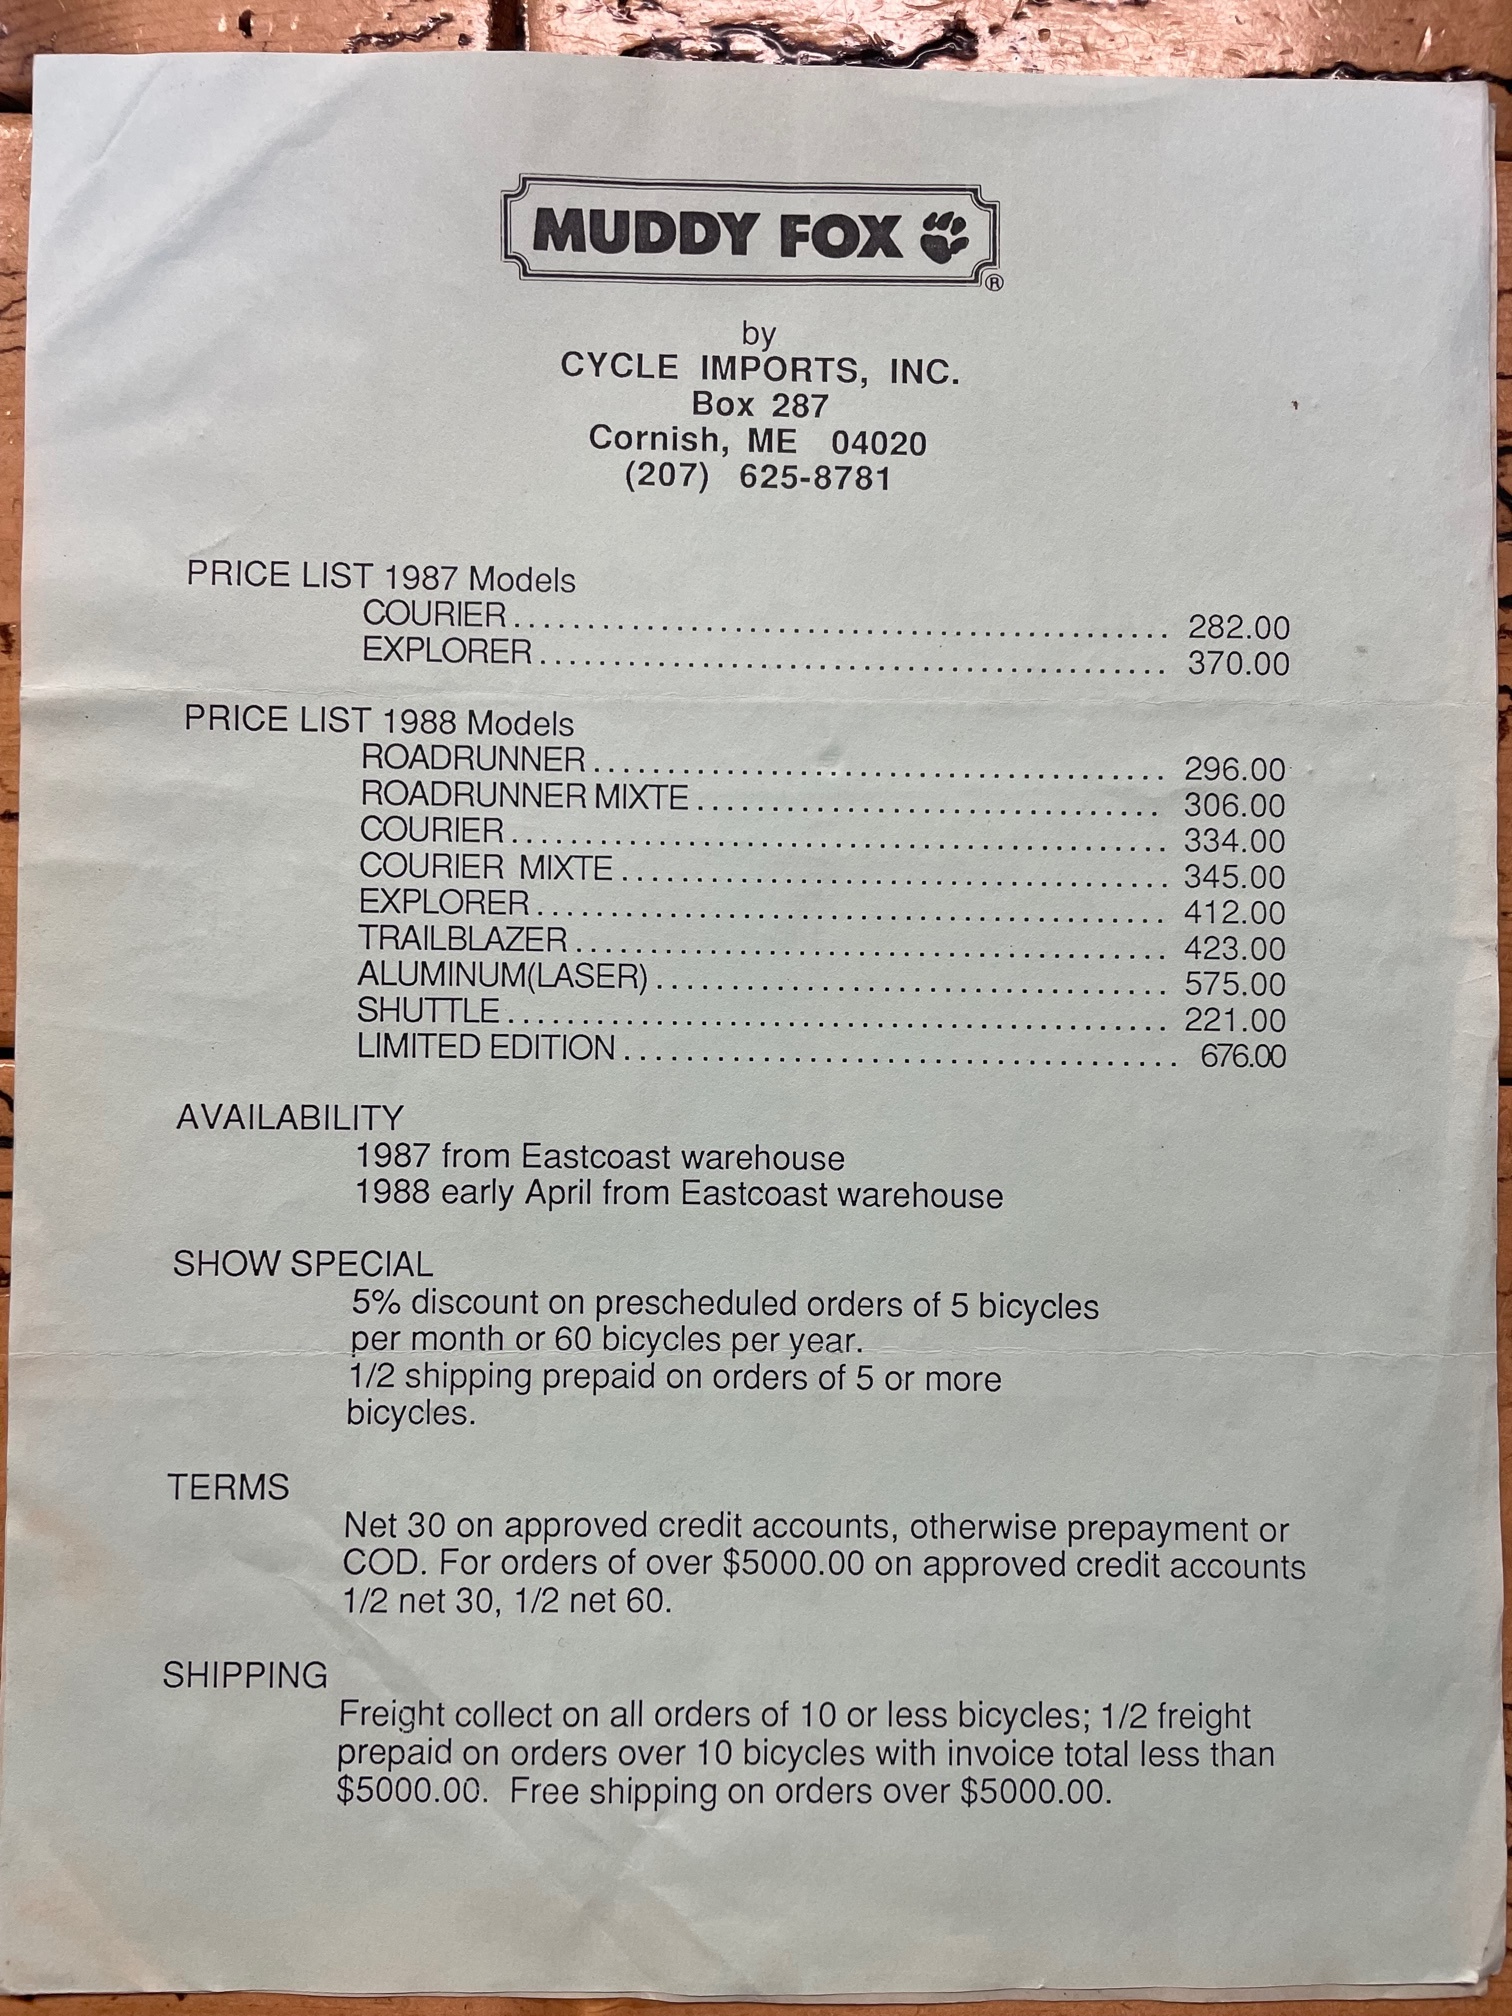 MUDDY FOX
®
by
CYCLE IMPORTS, INC.
Box 287
Cornish, ME 04020
(207) 625-8781
PRICE LIST 1987 Models
COURIER............................................. 282.00
EXPLORER........................................... 370.00
PRICE LIST 1988 Models
ROADRUNNER....................................... 296.00
ROADRUNNER MIXTE................................ 306.00
COURIER............................................. 334.00
COURIER MIXTE...................................... 345.00
EXPLORER........................................... 412.00
TRAILBLAZER........................................ 423.00
ALUMINUM(LASER)................................... 575.00
SHUTTLE............................................. 221.00
LIMITED EDITION...................................... 676.00
AVAILABILITY
1987 from Eastcoast warehouse
1988 early April from Eastcoast warehouse
SHOW SPECIAL
5% discount on prescheduled orders of 5 bicycles
per month or 60 bicycles per year.
1/2 shipping prepaid on orders of 5 or more
bicycles.
TERMS
Net 30 on approved credit accounts, otherwise prepayment or
COD. For orders of over $5000.00 on approved credit accounts
1/2 net 30, 1/2 net 60.
SHIPPING
Freight collect on all orders of 10 or less bicycles; 1/2 freight
prepaid on orders over 10 bicycles with invoice total less than
$5000.00. Free shipping on orders over $5000.00.